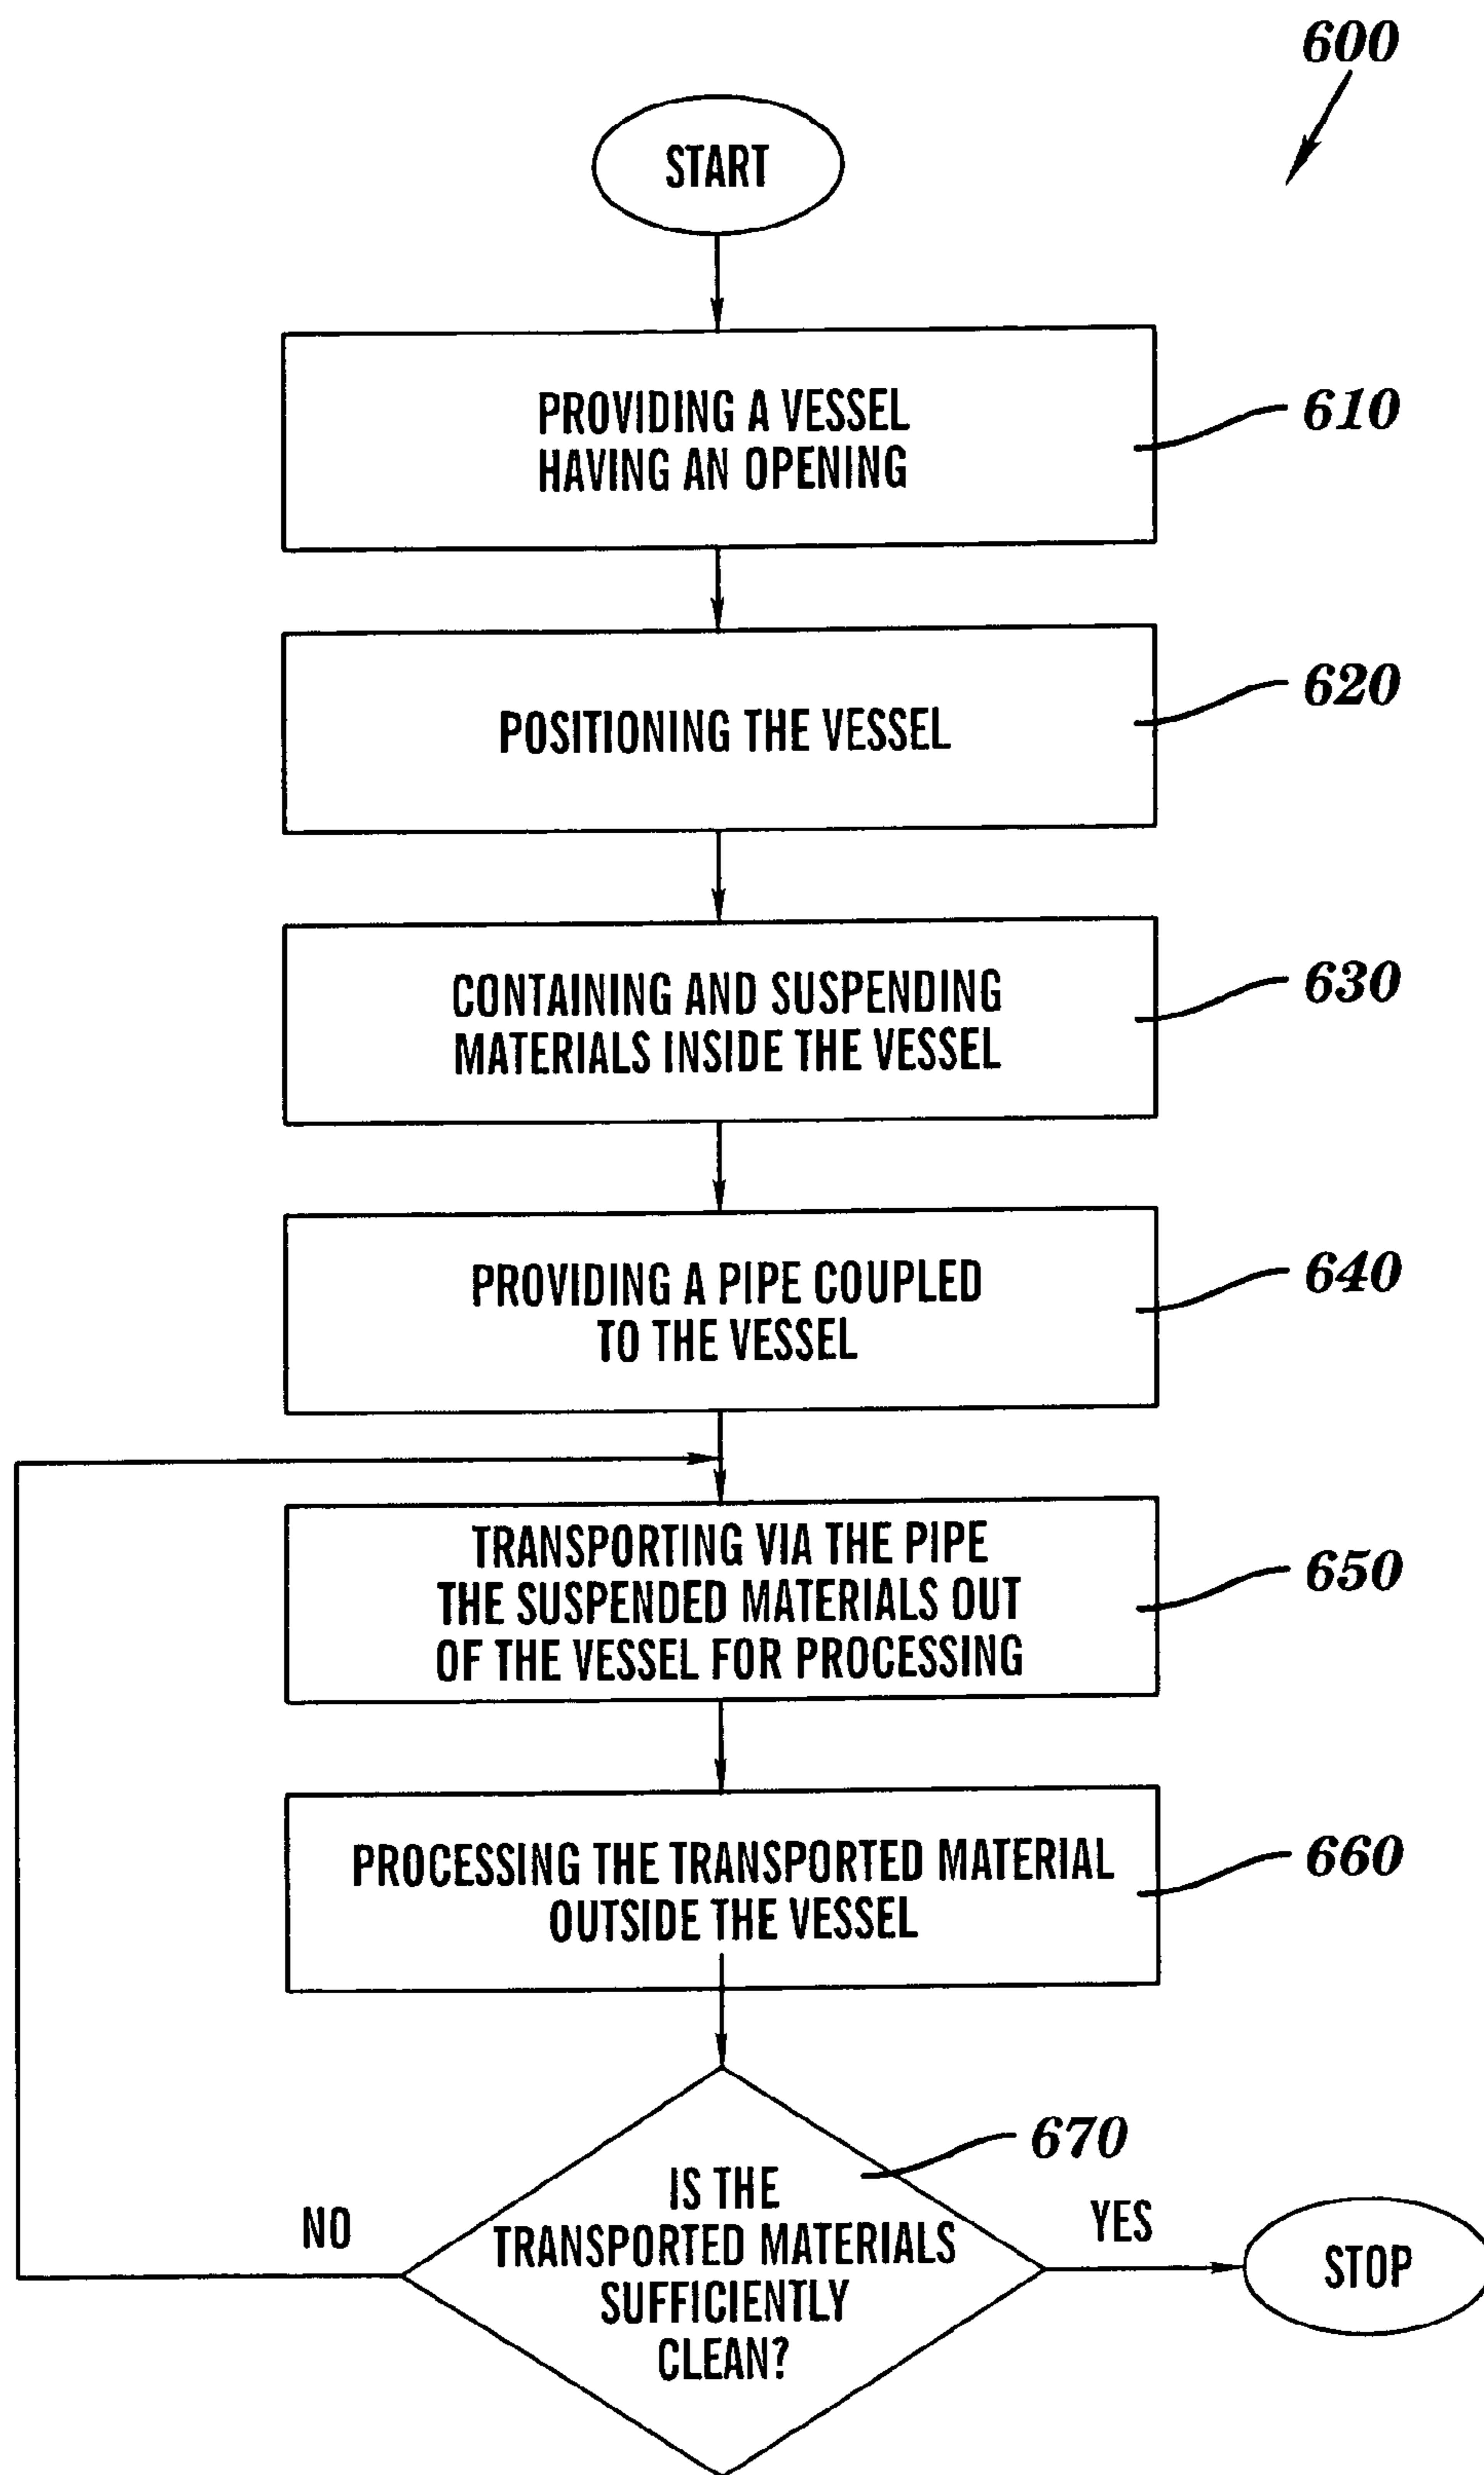 600
START
PROVIDING A VESSEL
HAVING AN OPENING
610
POSITIONING THE VESSEL
620
CONTAINING AND SUSPENDING
MATERIALS INSIDE THE VESSEL
630
PROVIDING A PIPE COUPLED
TO THE VESSEL
640
TRANSPORTING VIA THE PIPE
THE SUSPENDED MATERIALS OUT
OF THE VESSEL FOR PROCESSING
650
PROCESSING THE TRANSPORTED MATERIAL
OUTSIDE THE VESSEL
660
670
IS THE
TRANSPORTED MATERIALS
SUFFICIENTLY
CLEAN?
NO
YES
STOP